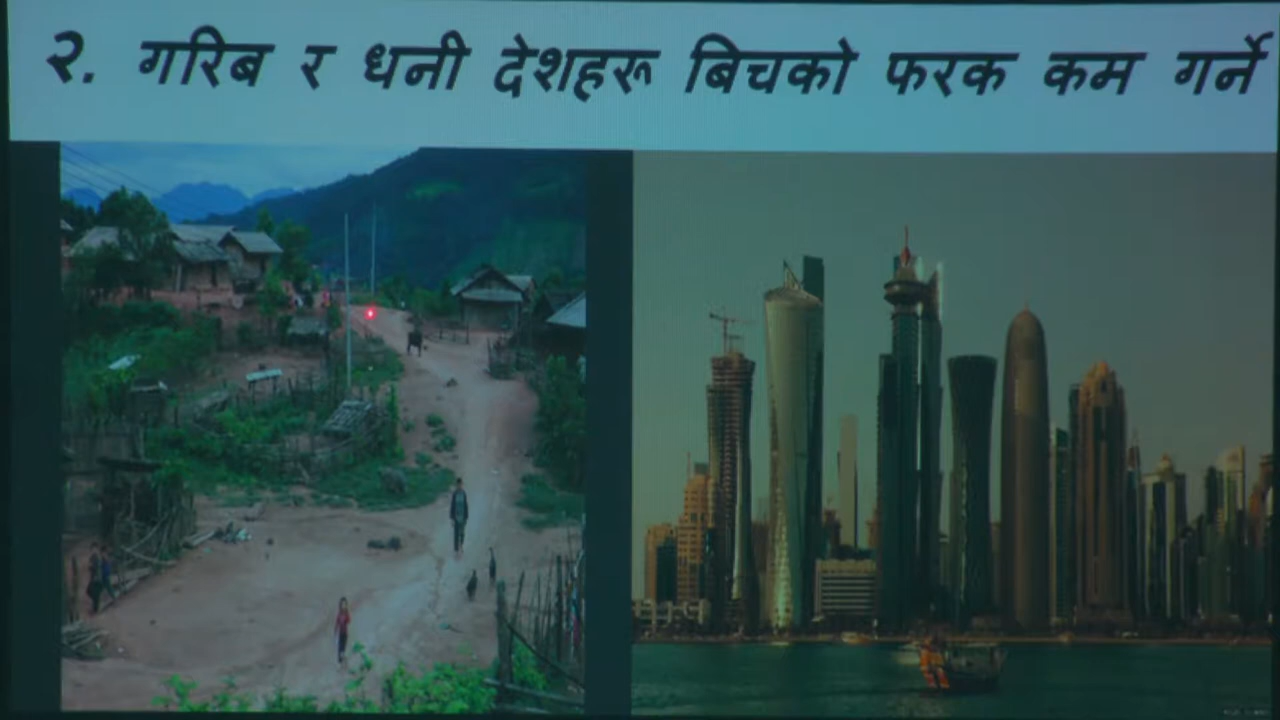 २. गरिब र धनी देशहरू बिचको फरक कम गर्ने